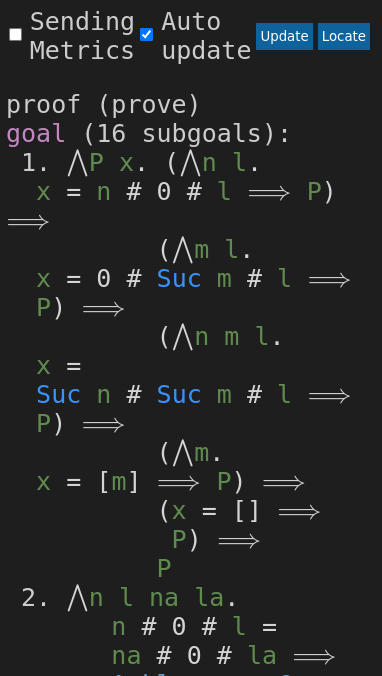 Sending Metrics Auto update Update Locate
proof (prove)
goal (16 subgoals):
1. ⋀P x. (⋀n l.
x = n # 0 # l ⟹ P)
⟹
(⋀m l.
x = 0 # Suc m # l ⟹
P) ⟹
(⋀n m l.
x =
Suc n # Suc m # l ⟹
P) ⟹
(⋀m.
x = [m] ⟹ P) ⟹
(x = [] ⟹
P) ⟹
P
2. ⋀n l na la.
n # 0 # l =
na # 0 # la ⟹